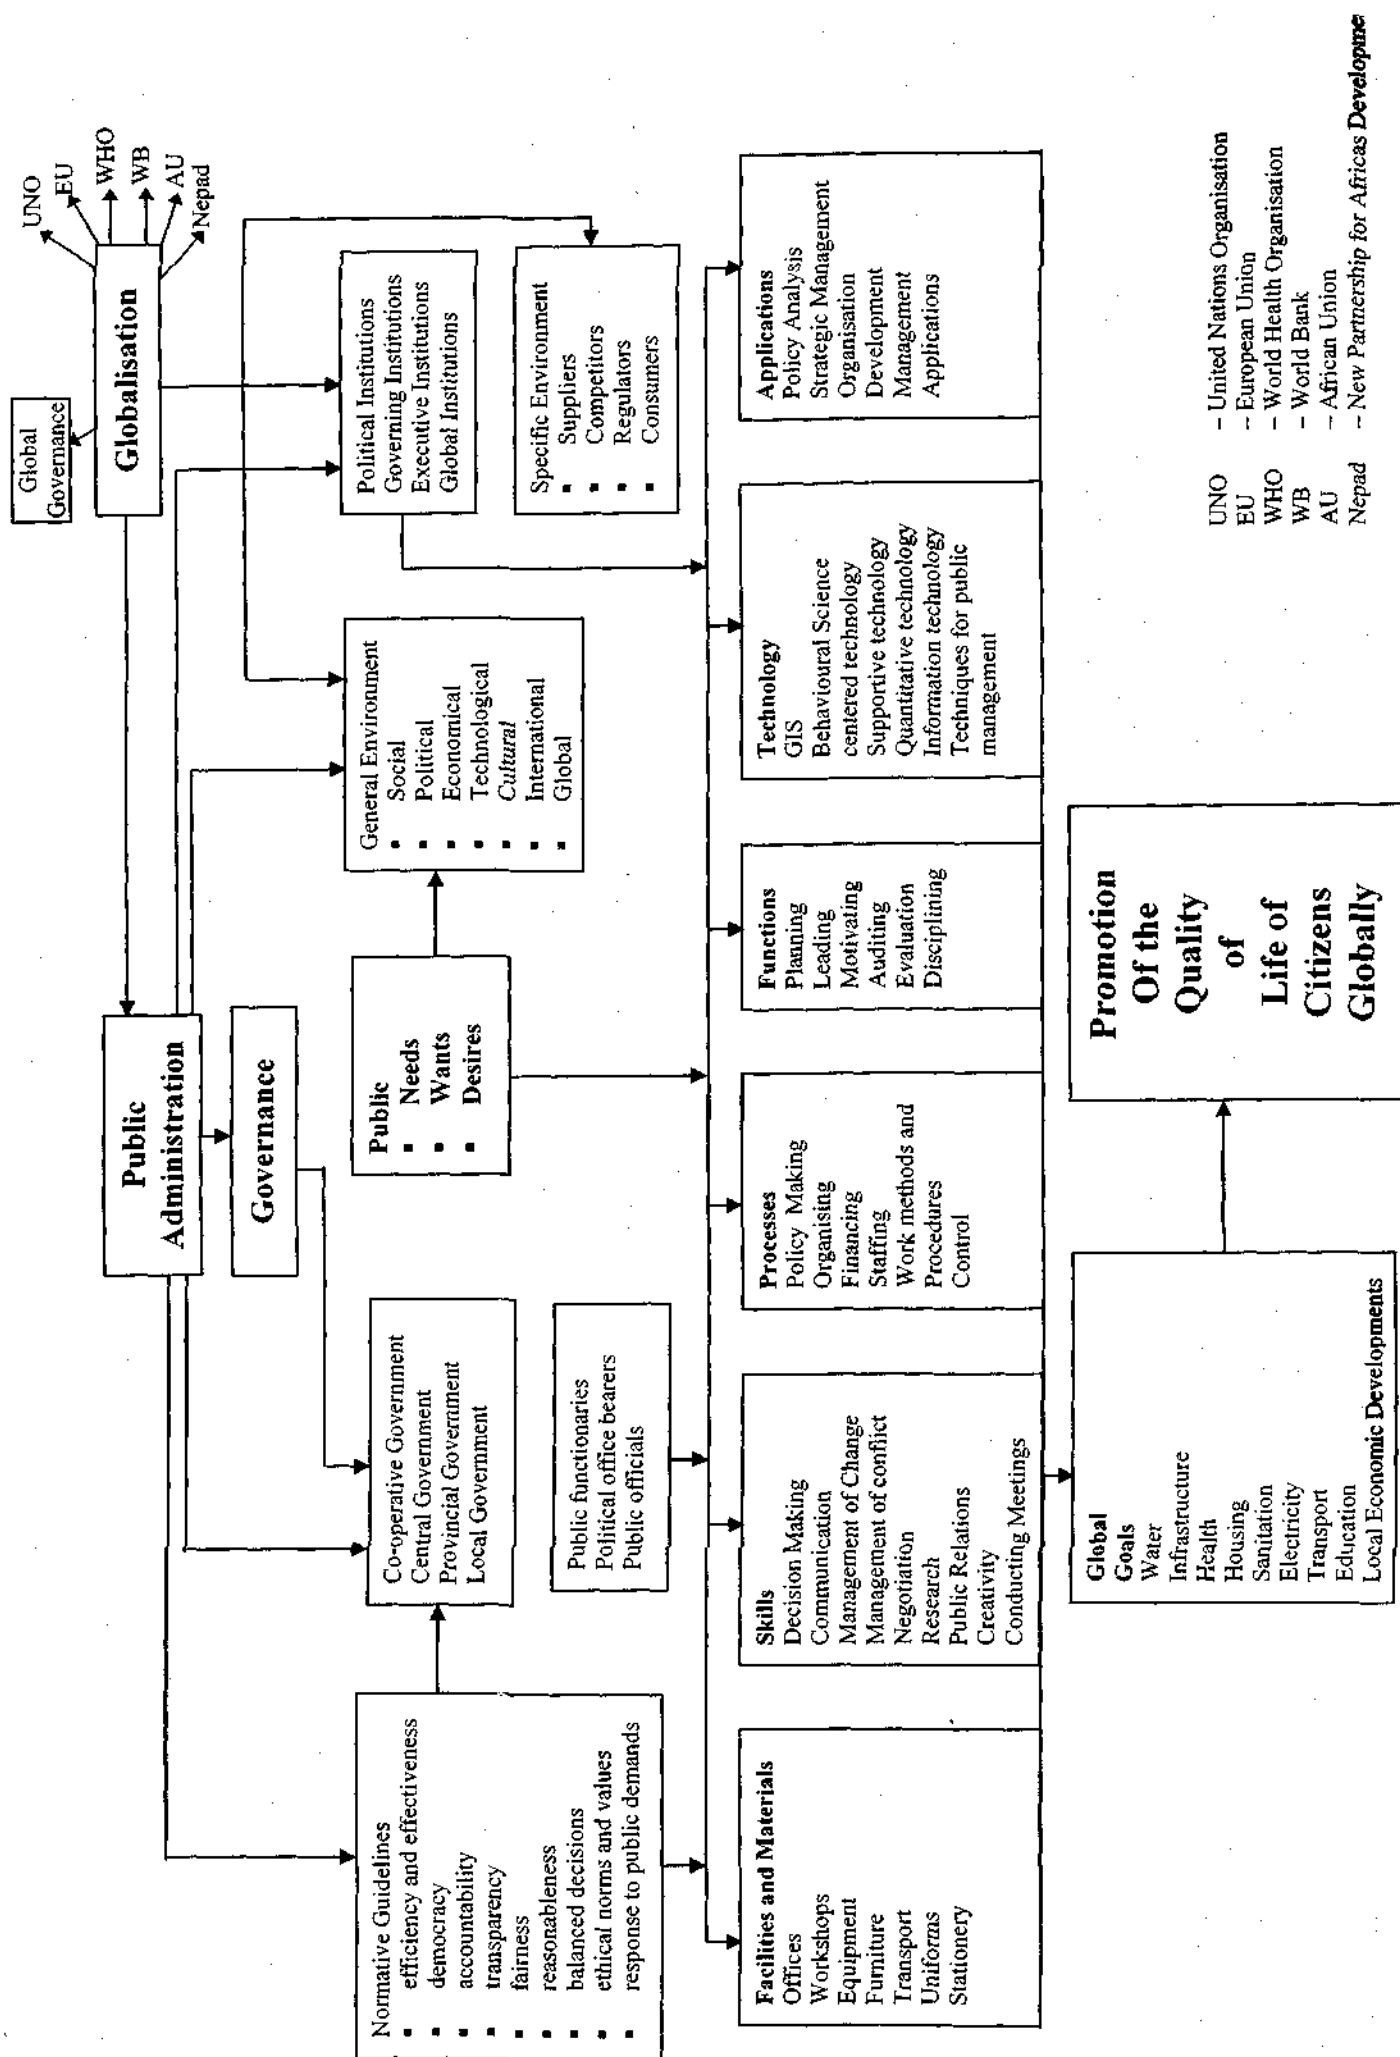 Global
Governance
Globalisation
UNO
EU
WHO
WB
AU
Nepad
Public
Administration
Governance
Normative Guidelines
▪ efficiency and effectiveness
▪ democracy
▪ accountability
▪ transparency
▪ fairness
▪ reasonableness
▪ balanced decisions
▪ ethical norms and values
▪ response to public demands
Co-operative Government
Central Government
Provincial Government
Local Government
Public
▪ Needs
▪ Wants
▪ Desires
General Environment
▪ Social
▪ Political
▪ Economical
▪ Technological
▪ Cultural
▪ International
▪ Global
Political Institutions
Governing Institutions
Executive Institutions
Global Institutions
Public functionaries
Political office bearers
Public officials
Specific Environment
▪ Suppliers
▪ Competitors
▪ Regulators
▪ Consumers
Facilities and Materials
Offices
Workshops
Equipment
Furniture
Transport
Uniforms
Stationery
Skills
Decision Making
Communication
Management of Change
Management of conflict
Negotiation
Research
Public Relations
Creativity
Conducting Meetings
Processes
Policy Making
Organising
Financing
Staffing
Work methods and
Procedures
Control
Functions
Planning
Leading
Motivating
Auditing
Evaluation
Disciplining
Technology
GIS
Behavioural Science
centered technology
Supportive technology
Quantitative technology
Information technology
Techniques for public
management
Applications
Policy Analysis
Strategic Management
Organisation
Development
Management
Applications
Global
Goals
Water
Infrastructure
Health
Housing
Sanitation
Electricity
Transport
Education
Local Economic Developments
Promotion
Of the
Quality
of
Life of
Citizens
Globally
UNO – United Nations Organisation
EU – European Union
WHO – World Health Organisation
WB – World Bank
AU – African Union
Nepad – New Partnership for Africas Developme